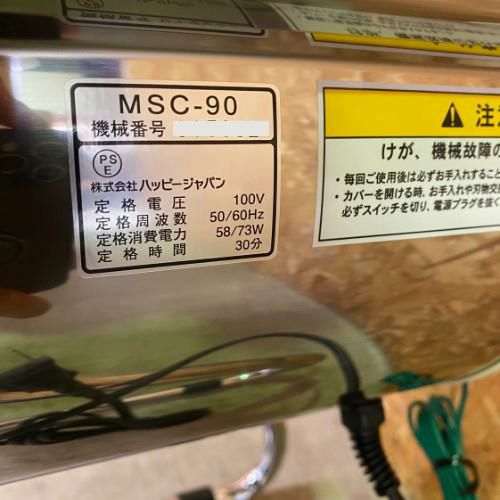 MSC-90
機械番号
PS
E
株式会社ハッピージャパン
定格電圧 100V
定格周波数 50/60Hz
定格消費電力 58/73W
定格時間 30分
注
けが、機械故障の
・毎回ご使用後は必ずお手入れすること
・カバーを開ける時、お手入れや刃物交
必ずスイッチを切り、電源プラグを抜く